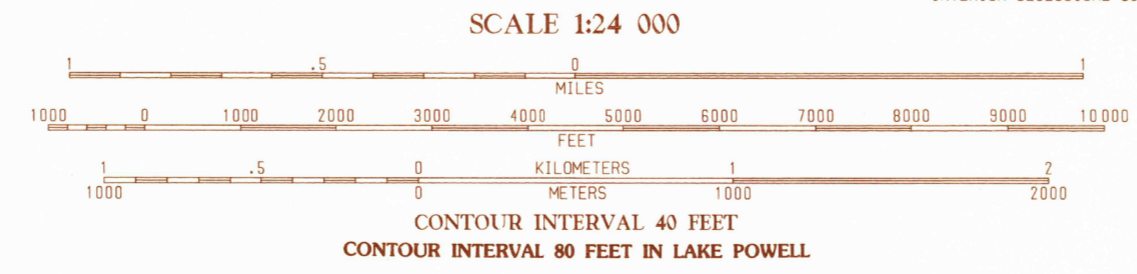 SCALE 1:24 000
1 .5 0 1
MILES
1000 0 1000 2000 3000 4000 5000 6000 7000 8000 9000 10 000
FEET
1 .5 0 KILOMETERS 1 2
1000 0 METERS 1000 2000
CONTOUR INTERVAL 40 FEET
CONTOUR INTERVAL 80 FEET IN LAKE POWELL